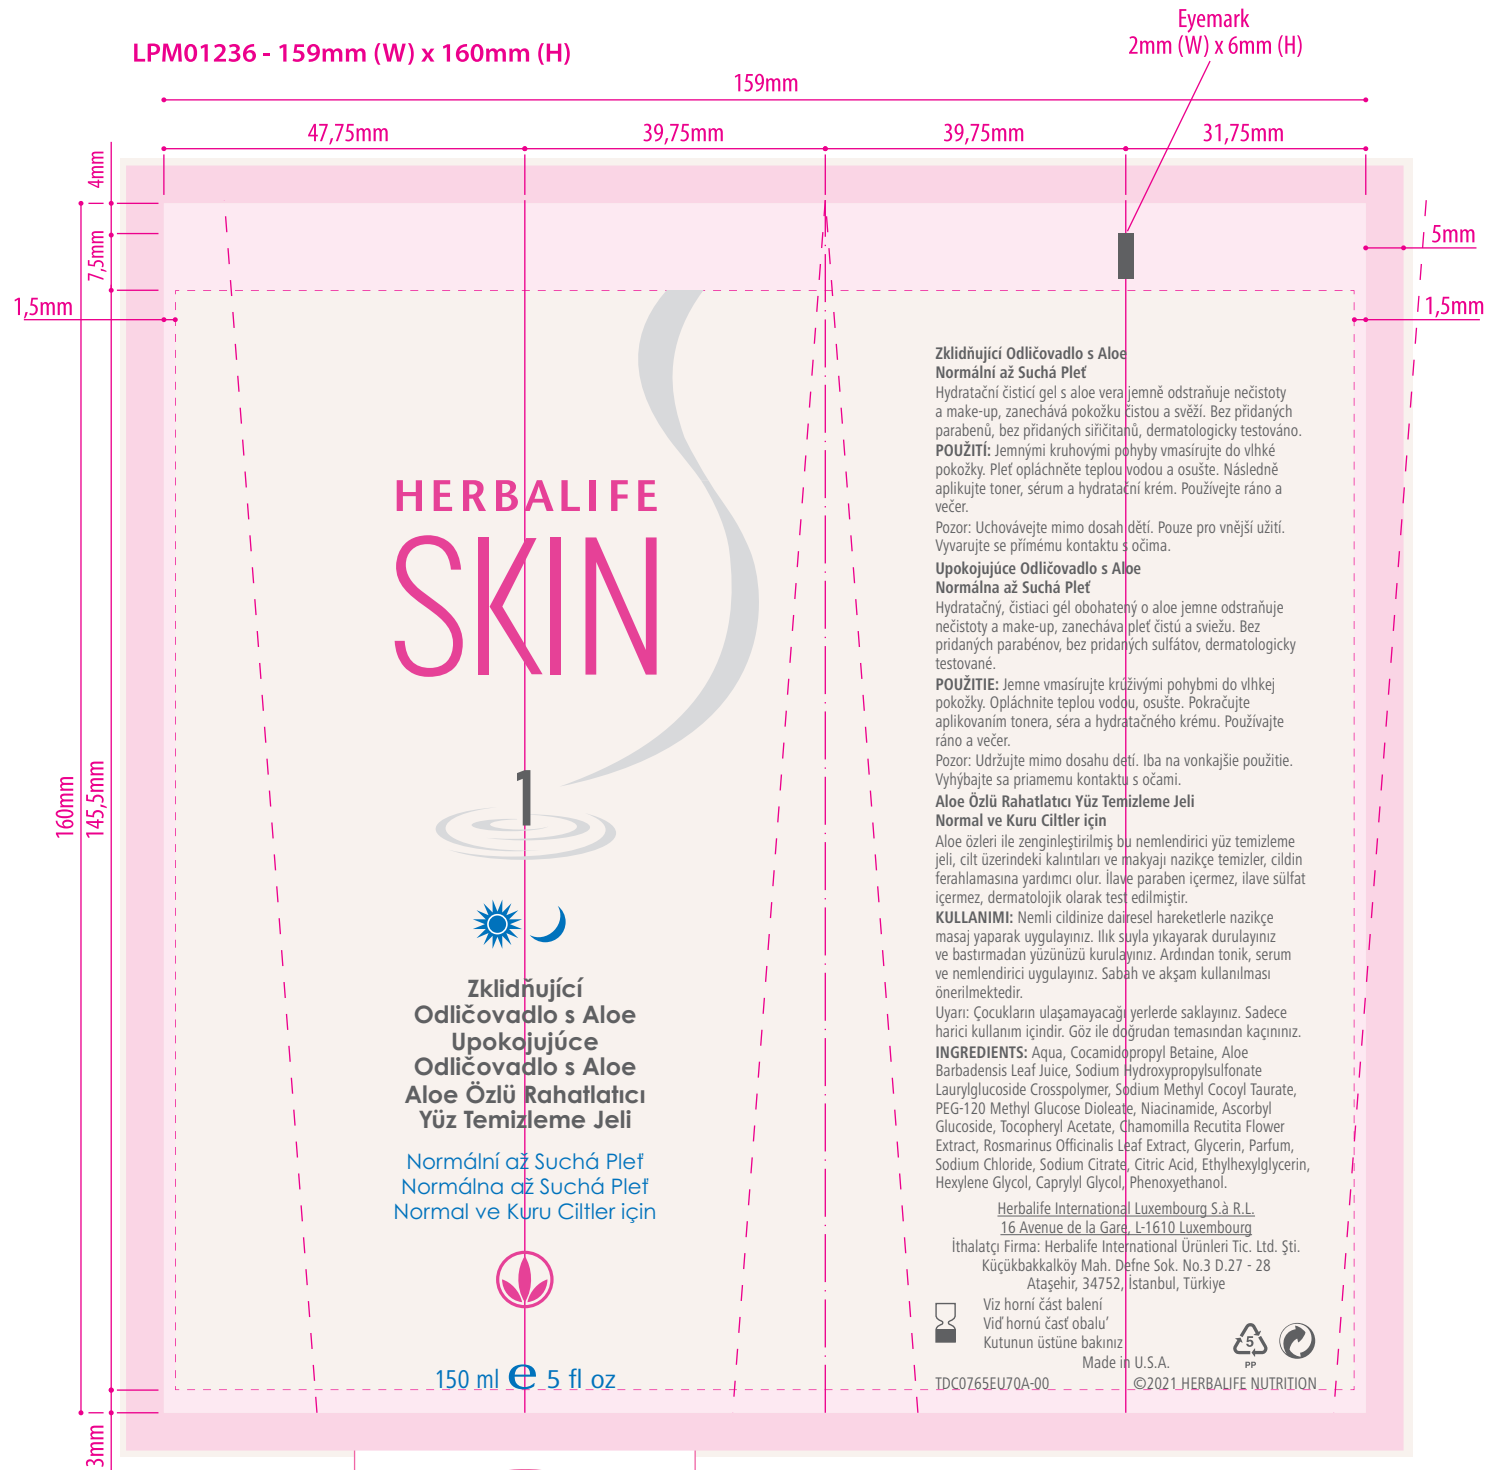 Eyemark
2mm (W) x 6mm (H)
LPM01236 - 159mm (W) x 160mm (H)
159mm
47,75mm
39,75mm
39,75mm
31,75mm
4mm
7,5mm
5mm
1,5mm
1,5mm
160mm
145,5mm
3mm
HERBALIFE
SKIN
1
Zklidňující
Odličovadlo s Aloe
Upokojujúce
Odličovadlo s Aloe
Aloe Özlü Rahatlatıcı
Yüz Temizleme Jeli
Normální až Suchá Pleť
Normálna až Suchá Pleť
Normal ve Kuru Ciltler için
150 ml e 5 fl oz
Zklidňující Odličovadlo s Aloe
Normální až Suchá Pleť
Hydratační čisticí gel s aloe vera jemně odstraňuje nečistoty
a make-up, zanechává pokožku čistou a svěží. Bez přidaných
parabenů, bez přidaných siřičitanů, dermatologicky testováno.
POUŽITÍ: Jemnými kruhovými pohyby vmasírujte do vlhké
pokožky. Pleť opláchněte teplou vodou a osušte. Následně
aplikujte toner, sérum a hydratační krém. Používejte ráno a
večer.
Pozor: Uchovávejte mimo dosah dětí. Pouze pro vnější užití.
Vyvarujte se přímému kontaktu s očima.
Upokojujúce Odličovadlo s Aloe
Normálna až Suchá Pleť
Hydratačný, čistiaci gél obohatený o aloe jemne odstraňuje
nečistoty a make-up, zanecháva pleť čistú a sviežu. Bez
pridaných parabénov, bez pridaných sulfátov, dermatologicky
testované.
POUŽITIE: Jemne vmasírujte krúživými pohybmi do vlhkej
pokožky. Opláchnite teplou vodou, osušte. Pokračujte
aplikovaním tonera, séra a hydratačného krému. Používajte
ráno a večer.
Pozor: Udržujte mimo dosahu detí. Iba na vonkajšie použitie.
Vyhýbajte sa priamemu kontaktu s očami.
Aloe Özlü Rahatlatıcı Yüz Temizleme Jeli
Normal ve Kuru Ciltler için
Aloe özleri ile zenginleştirilmiş bu nemlendirici yüz temizleme
jeli, cilt üzerindeki kalıntıları ve makyajı nazikçe temizler, cildin
ferahlamasına yardımcı olur. İlave paraben içermez, ilave sülfat
içermez, dermatolojik olarak test edilmiştir.
KULLANIMI: Nemli cildinize dairesel hareketlerle nazikçe
masaj yaparak uygulayınız. Ilık suyla yıkayarak durulayınız
ve bastırmadan yüzünüzü kurulayınız. Ardından tonik, serum
ve nemlendirici uygulayınız. Sabah ve akşam kullanılması
önerilmektedir.
Uyarı: Çocukların ulaşamayacağı yerlerde saklayınız. Sadece
harici kullanım içindir. Göz ile doğrudan temasından kaçınınız.
INGREDIENTS: Aqua, Cocamidopropyl Betaine, Aloe
Barbadensis Leaf Juice, Sodium Hydroxypropylsulfonate
Laurylglucoside Crosspolymer, Sodium Methyl Cocoyl Taurate,
PEG-120 Methyl Glucose Dioleate, Niacinamide, Ascorbyl
Glucoside, Tocopheryl Acetate, Chamomilla Recutita Flower
Extract, Rosmarinus Officinalis Leaf Extract, Glycerin, Parfum,
Sodium Chloride, Sodium Citrate, Citric Acid, Ethylhexylglycerin,
Hexylene Glycol, Caprylyl Glycol, Phenoxyethanol.
Herbalife International Luxembourg S.à R.L.
16 Avenue de la Gare, L-1610 Luxembourg
İthalatçı Firma: Herbalife International Ürünleri Tic. Ltd. Şti.
Küçükbakkalköy Mah. Defne Sok. No.3 D.27 - 28
Ataşehir, 34752, İstanbul, Türkiye
Viz horní část balení
Viď hornú časť obalu’
Kutunun üstüne bakınız
5
PP
Made in U.S.A.
TDC0765EU70A-00
©2021 HERBALIFE NUTRITION